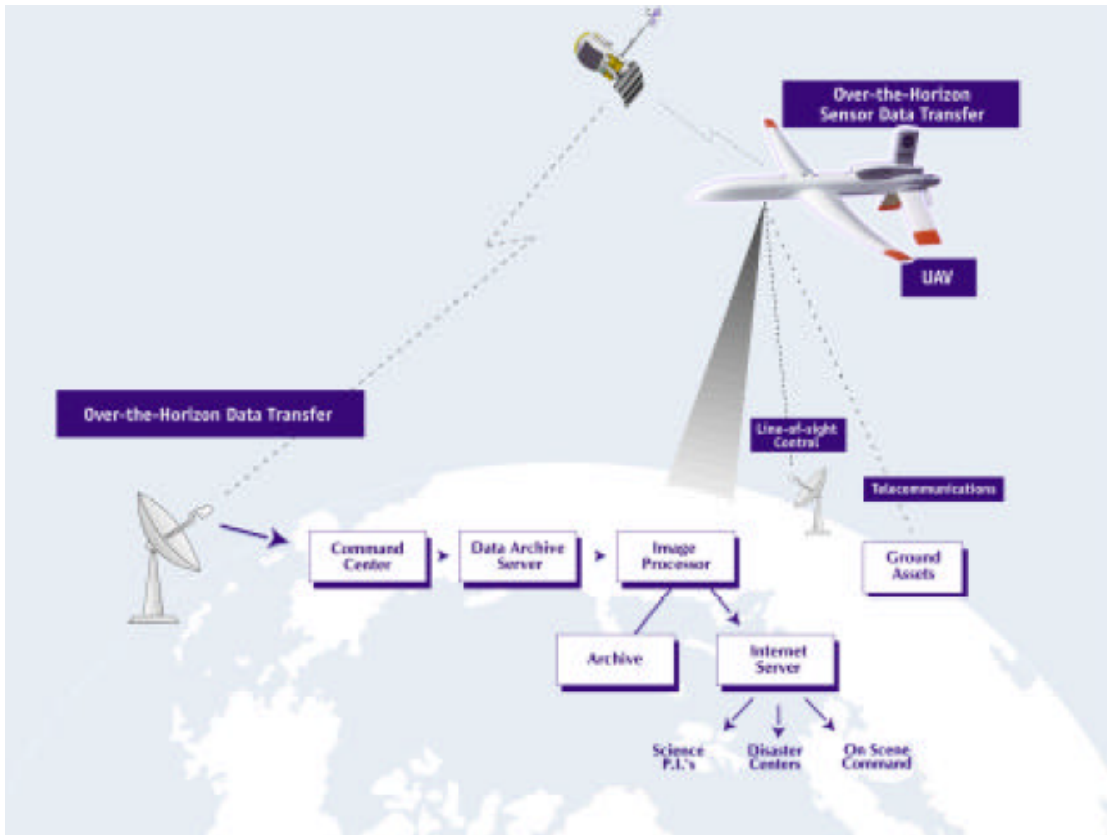 Over-the-Horizon
Sensor Data Transfer
UAV
Over-the-Horizon Data Transfer
Line-of-sight
Control
Telecommunications
Command
Center
Data Archive
Server
Image
Processor
Ground
Assets
Archive
Internet
Server
Science
P.I.'s
Disaster
Centers
On Scene
Command